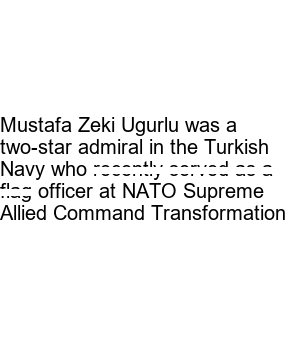 Mustafa Zeki Ugurlu was a
two-star admiral in the Turkish
Navy who recently served as a
flag officer at NATO Supreme
Allied Command Transformation